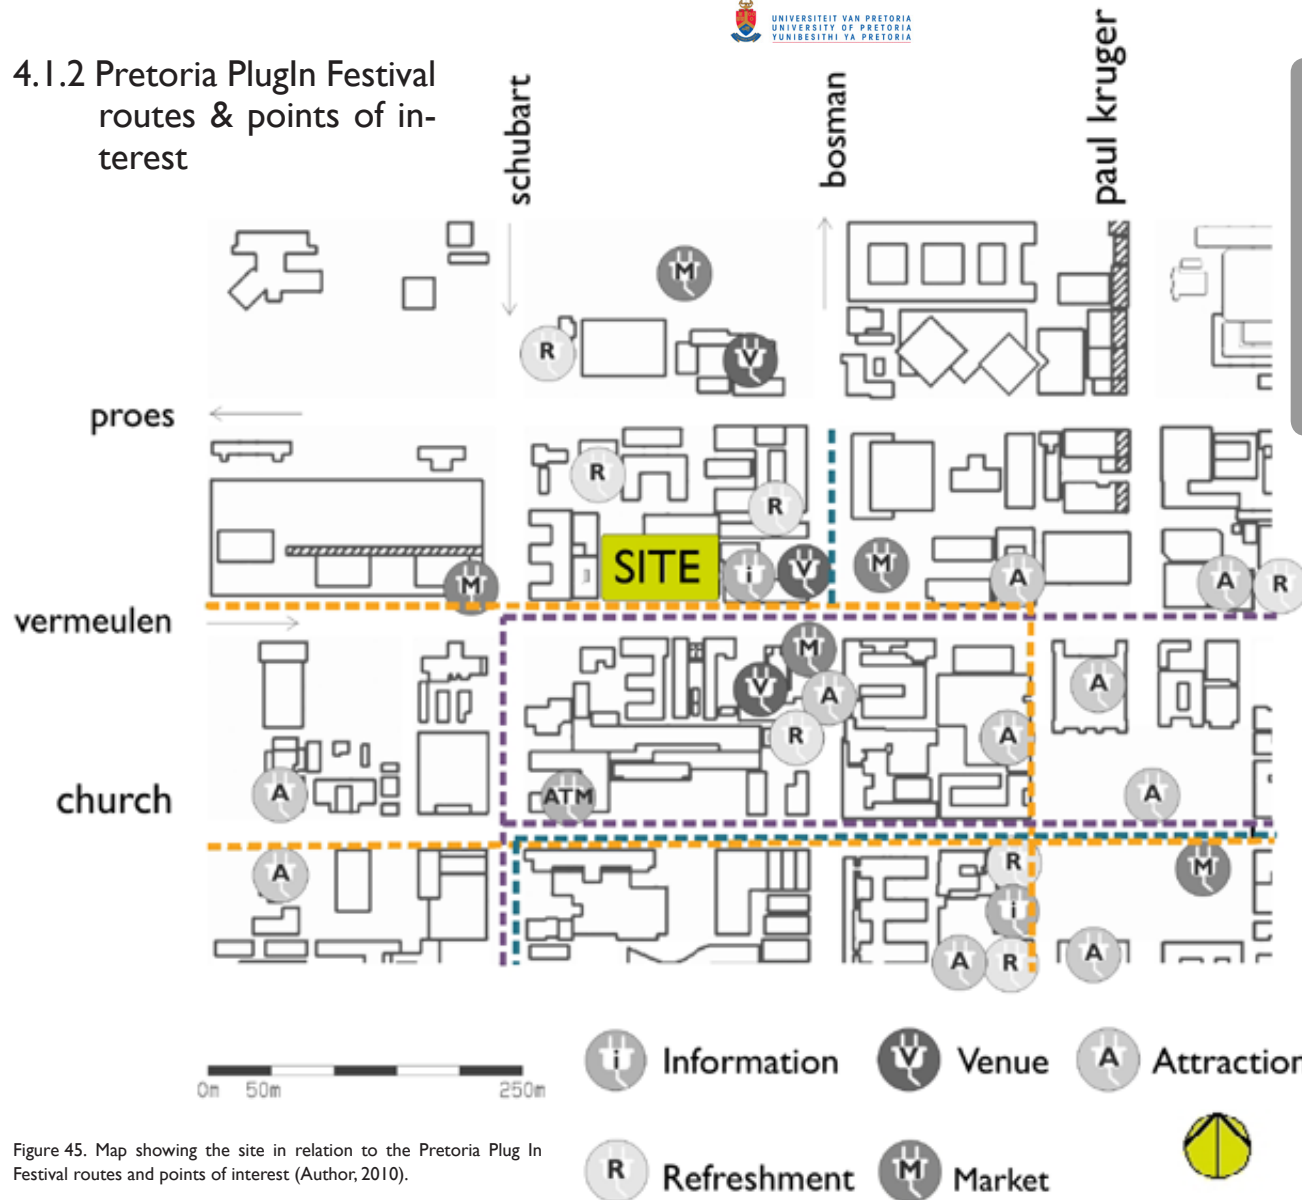 UNIVERSITEIT VAN PRETORIA
UNIVERSITY OF PRETORIA
YUNIBESITHI YA PRETORIA
4.1.2 Pretoria PlugIn Festival
routes & points of in-
terest
schubart
bosman
paul kruger
M
R
V
proes
R
R
SITE
i
V
M
A
A
R
M
vermeulen
M
V
A
R
A
A
A
ATM
A
church
A
R
M
i
A
R
A
0m 50m 250m
i Information
V Venue
A Attraction
R Refreshment
M Market
Figure 45. Map showing the site in relation to the Pretoria Plug In
Festival routes and points of interest (Author, 2010).